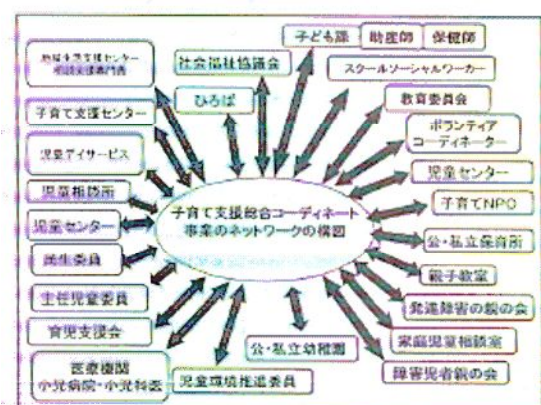 子ども課
助産師
保健師
社会福祉協議会
スクールソーシャルワーカー
地域生活支援センター
相談支援専門員
ひろば
教育委員会
子育て支援センター
ボランティア
コーディネーター
児童デイサービス
児童センター
児童相談所
子育てNPO
子育て支援総合コーディネート
事業のネットワークの構図
児童センター
公・私立保育所
民生委員
親子教室
主任児童委員
発達障害の親の会
育児支援会
家庭児童相談室
公・私立幼稚園
医療機関
小児病院・小児科医
児童環境推進委員
障害児者親の会